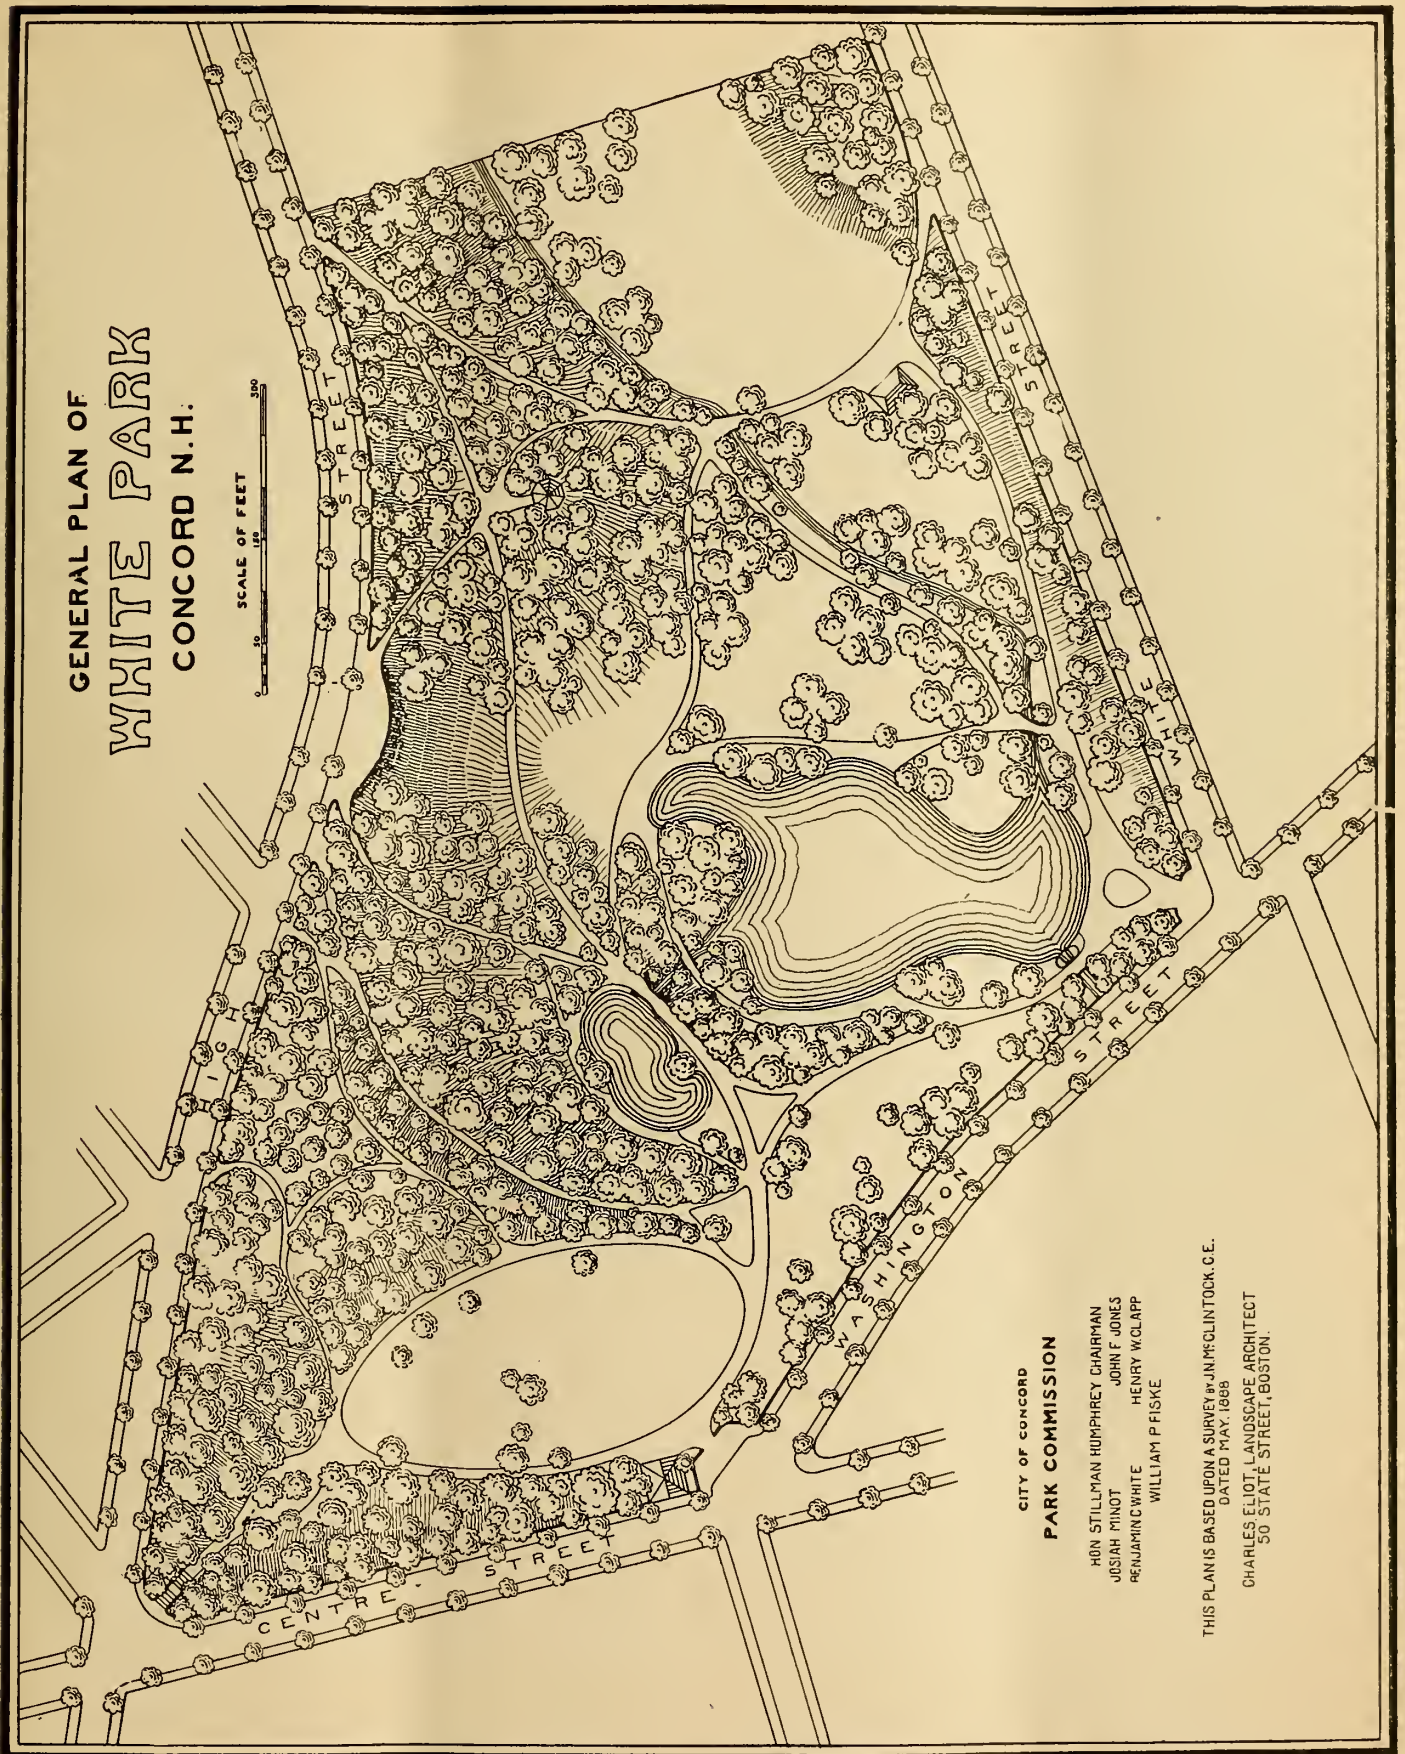 GENERAL PLAN OF
WHITE PARK
CONCORD N.H.
SCALE OF FEET
0 50 150 300
STREET
HIGH
STREET
WHITE
CENTRE STREET
WASHINGTON STREET
CITY OF CONCORD
PARK COMMISSION
HON STILLMAN HUMPHREY CHAIRMAN
JOSIAH MINOT JOHN F JONES
BENJAMIN C WHITE HENRY W. CLAPP
WILLIAM P FISKE
THIS PLAN IS BASED UPON A SURVEY BY J.N. McCLINTOCK. C.E.
DATED MAY. 1888
CHARLES ELIOT, LANDSCAPE ARCHITECT
50 STATE STREET, BOSTON.